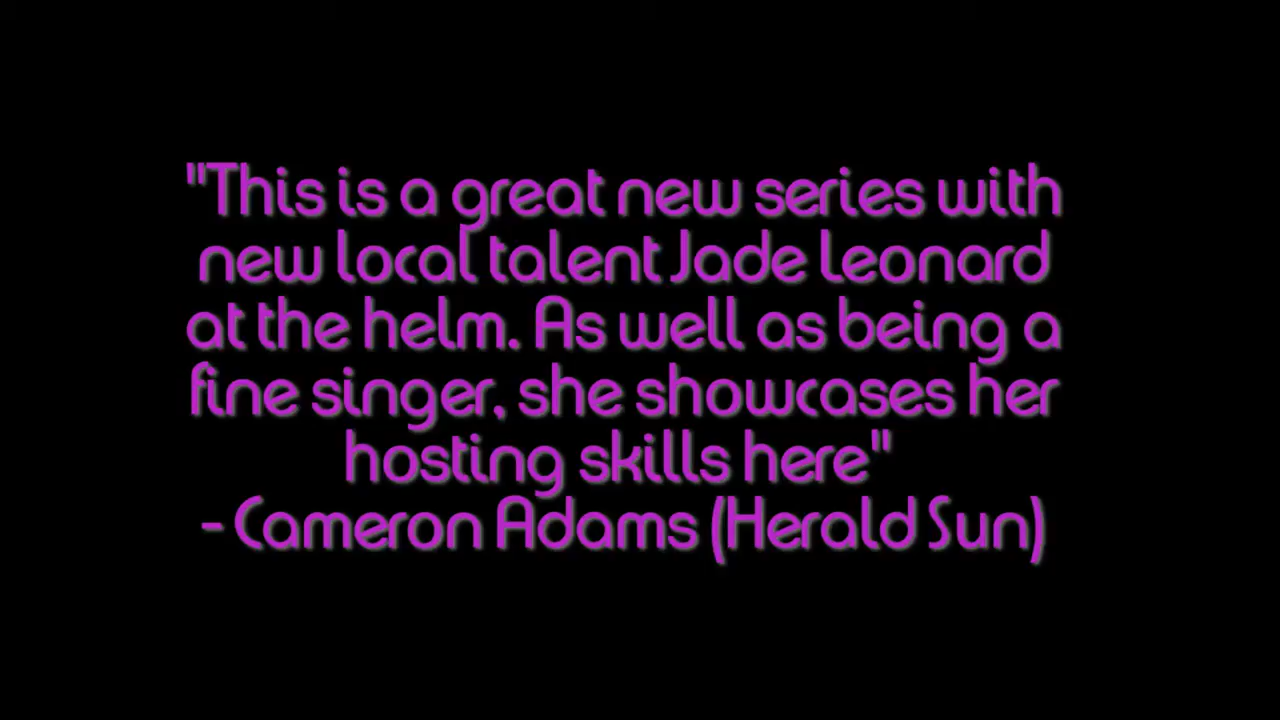 "This is a great new series with
new local talent Jade Leonard
at the helm. As well as being a
fine singer, she showcases her
hosting skills here"
- Cameron Adams (Herald Sun)